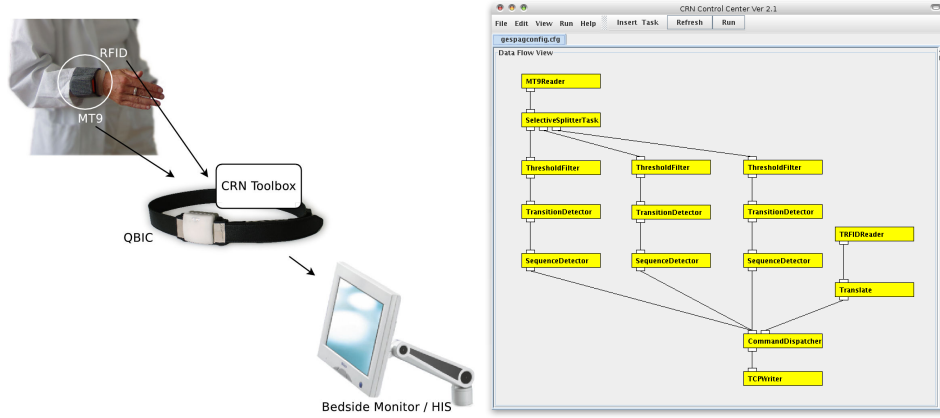 RFID
MT9
CRN Toolbox
QBIC
Bedside Monitor / HIS
CRN Control Center Ver 2.1
File Edit View Run Help Insert Task Refresh Run
gespagconfig.cfg
Data Flow View
MT9Reader
SelectiveSplitterTask
ThresholdFilter ThresholdFilter ThresholdFilter
TransitionDetector TransitionDetector TransitionDetector
TRFIDReader
SequenceDetector SequenceDetector SequenceDetector
Translate
CommandDispatcher
TCPWriter